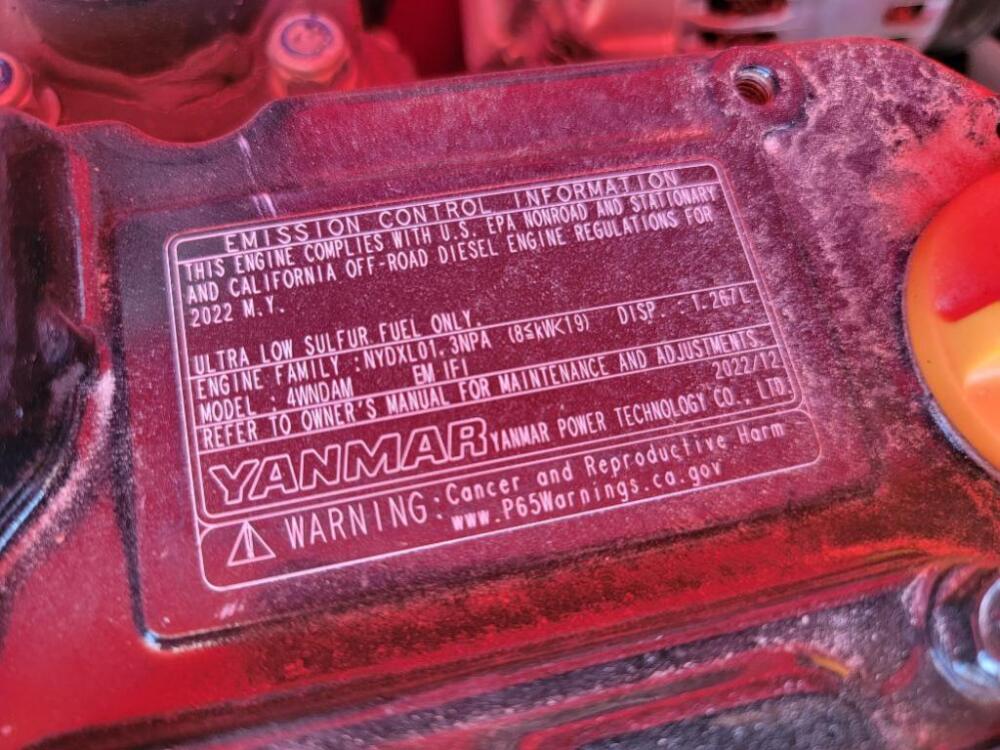 EMISSION CONTROL INFORMATION
THIS ENGINE COMPLIES WITH U.S. EPA NONROAD AND STATIONARY
AND CALIFORNIA OFF-ROAD DIESEL ENGINE REGULATIONS FOR
2022 M.Y.
ULTRA LOW SULFUR FUEL ONLY.
ENGINE FAMILY : NYDXL01.3NPA (8≤kW<19) DISP. : 1.267L
MODEL : 4WNDAM EM IFI
REFER TO OWNER'S MANUAL FOR MAINTENANCE AND ADJUSTMENTS.
2022/12
YANMAR YANMAR POWER TECHNOLOGY CO., LTD.
WARNING: Cancer and Reproductive Harm
www.P65Warnings.ca.gov